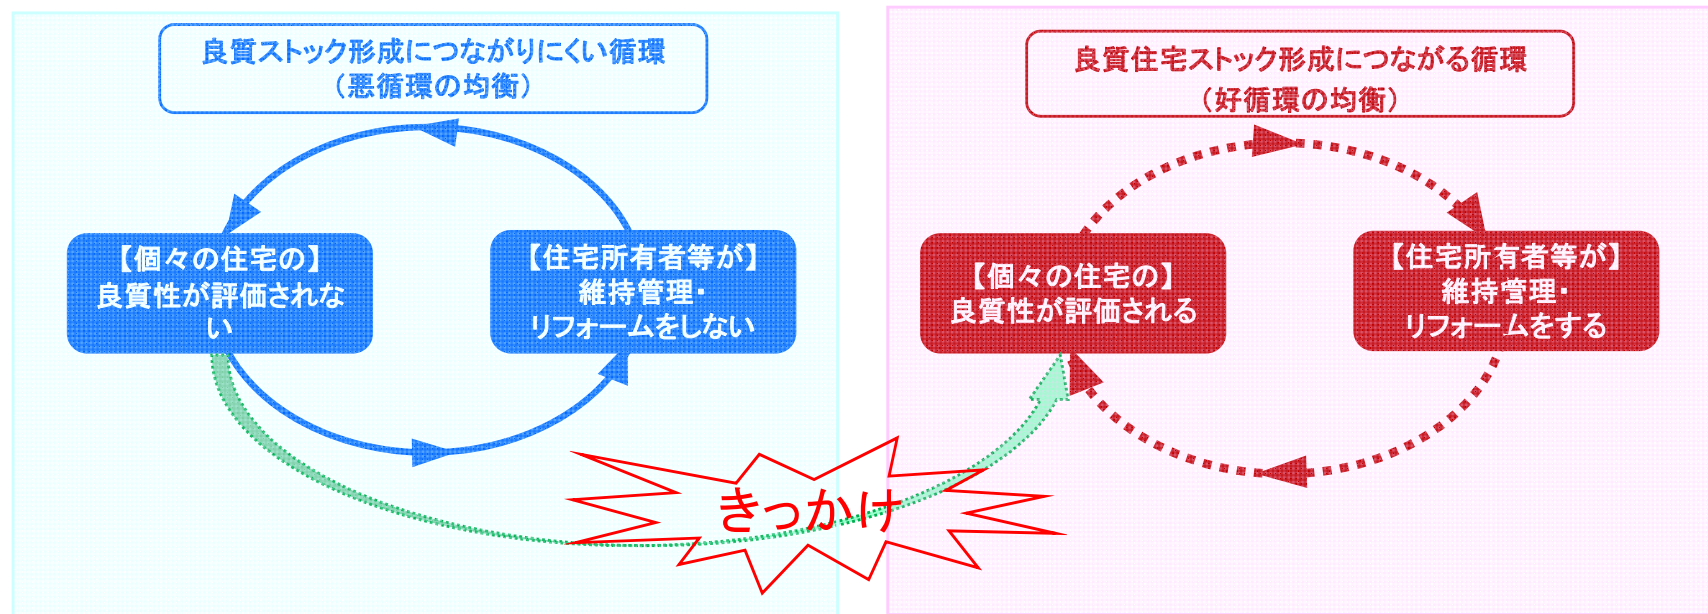 良質ストック形成につながりにくい循環
（悪循環の均衡）
【個々の住宅の】
良質性が評価されな
い
【住宅所有者等が】
維持管理・
リフォームをしない
良質住宅ストック形成につながる循環
（好循環の均衡）
【個々の住宅の】
良質性が評価される
【住宅所有者等が】
維持管理・
リフォームをする
きっかけ